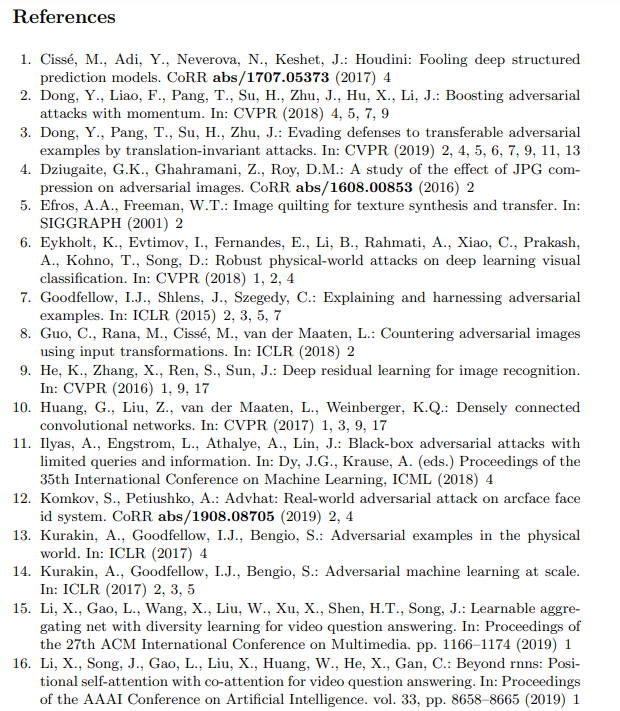 References
1. Cissé, M., Adi, Y., Neverova, N., Keshet, J.: Houdini: Fooling deep structured
prediction models. CoRR abs/1707.05373 (2017) 4
2. Dong, Y., Liao, F., Pang, T., Su, H., Zhu, J., Hu, X., Li, J.: Boosting adversarial
attacks with momentum. In: CVPR (2018) 4, 5, 7, 9
3. Dong, Y., Pang, T., Su, H., Zhu, J.: Evading defenses to transferable adversarial
examples by translation-invariant attacks. In: CVPR (2019) 2, 4, 5, 6, 7, 9, 11, 13
4. Dziugaite, G.K., Ghahramani, Z., Roy, D.M.: A study of the effect of JPG com-
pression on adversarial images. CoRR abs/1608.00853 (2016) 2
5. Efros, A.A., Freeman, W.T.: Image quilting for texture synthesis and transfer. In:
SIGGRAPH (2001) 2
6. Eykholt, K., Evtimov, I., Fernandes, E., Li, B., Rahmati, A., Xiao, C., Prakash,
A., Kohno, T., Song, D.: Robust physical-world attacks on deep learning visual
classification. In: CVPR (2018) 1, 2, 4
7. Goodfellow, I.J., Shlens, J., Szegedy, C.: Explaining and harnessing adversarial
examples. In: ICLR (2015) 2, 3, 5, 7
8. Guo, C., Rana, M., Cissé, M., van der Maaten, L.: Countering adversarial images
using input transformations. In: ICLR (2018) 2
9. He, K., Zhang, X., Ren, S., Sun, J.: Deep residual learning for image recognition.
In: CVPR (2016) 1, 9, 17
10. Huang, G., Liu, Z., van der Maaten, L., Weinberger, K.Q.: Densely connected
convolutional networks. In: CVPR (2017) 1, 3, 9, 17
11. Ilyas, A., Engstrom, L., Athalye, A., Lin, J.: Black-box adversarial attacks with
limited queries and information. In: Dy, J.G., Krause, A. (eds.) Proceedings of the
35th International Conference on Machine Learning, ICML (2018) 4
12. Komkov, S., Petiushko, A.: Advhat: Real-world adversarial attack on arcface face
id system. CoRR abs/1908.08705 (2019) 2, 4
13. Kurakin, A., Goodfellow, I.J., Bengio, S.: Adversarial examples in the physical
world. In: ICLR (2017) 4
14. Kurakin, A., Goodfellow, I.J., Bengio, S.: Adversarial machine learning at scale.
In: ICLR (2017) 2, 3, 5
15. Li, X., Gao, L., Wang, X., Liu, W., Xu, X., Shen, H.T., Song, J.: Learnable aggre-
gating net with diversity learning for video question answering. In: Proceedings of
the 27th ACM International Conference on Multimedia. pp. 1166–1174 (2019) 1
16. Li, X., Song, J., Gao, L., Liu, X., Huang, W., He, X., Gan, C.: Beyond rnns: Posi-
tional self-attention with co-attention for video question answering. In: Proceedings
of the AAAI Conference on Artificial Intelligence. vol. 33, pp. 8658–8665 (2019) 1